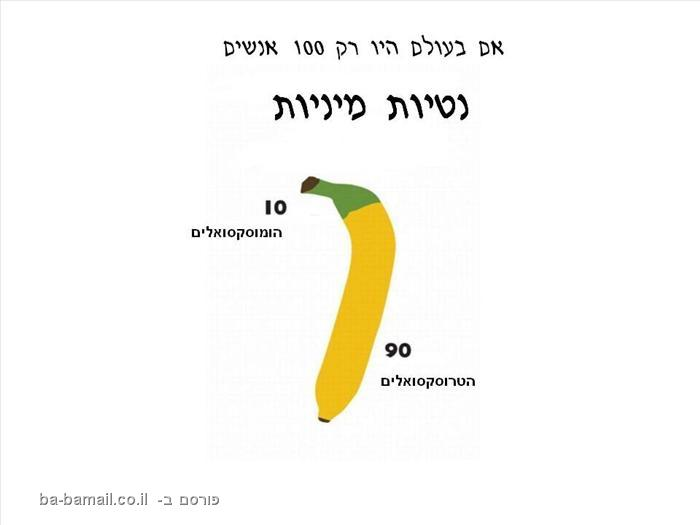 אם בעולם היו רק 100 אנשים
נטיות מיניות
10
הומוסקסואלים
90
הטרוסקסואלים
פורסם ב- ba-bamail.co.il